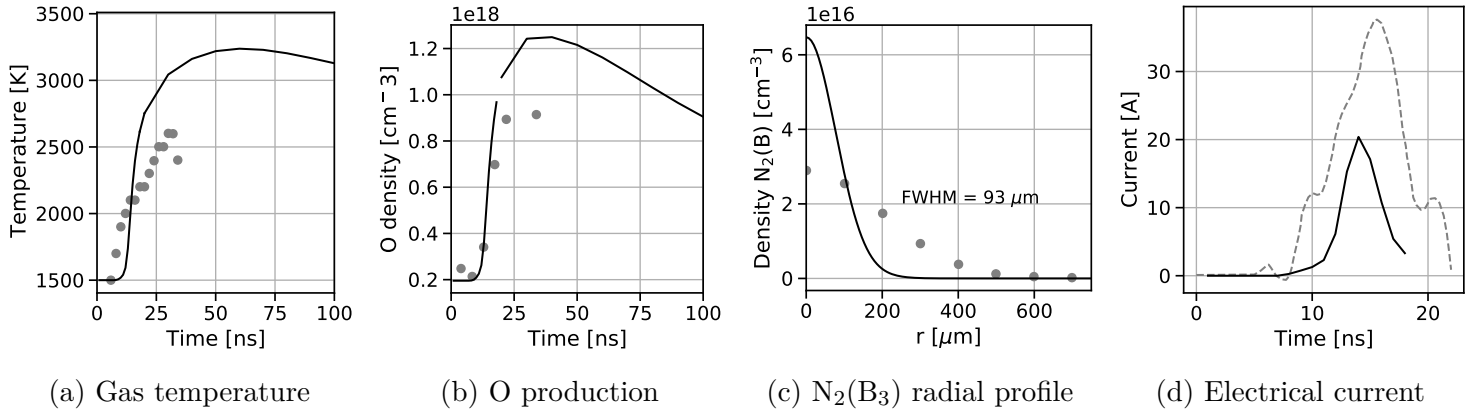 3500
3000
2500
2000
1500
0
25
50
75
100
Temperature [K]
Time [ns]
(a) Gas temperature
1e18
1.2
1.0
0.8
0.6
0.4
0.2
0
25
50
75
100
O density [cm−3]
Time [ns]
(b) O production
1e16
6
4
2
0
0
200
400
600
Density N₂(B) [cm⁻³]
FWHM = 93 μm
r [μm]
(c) N₂(B₃) radial profile
30
20
10
0
0
10
20
Current [A]
Time [ns]
(d) Electrical current